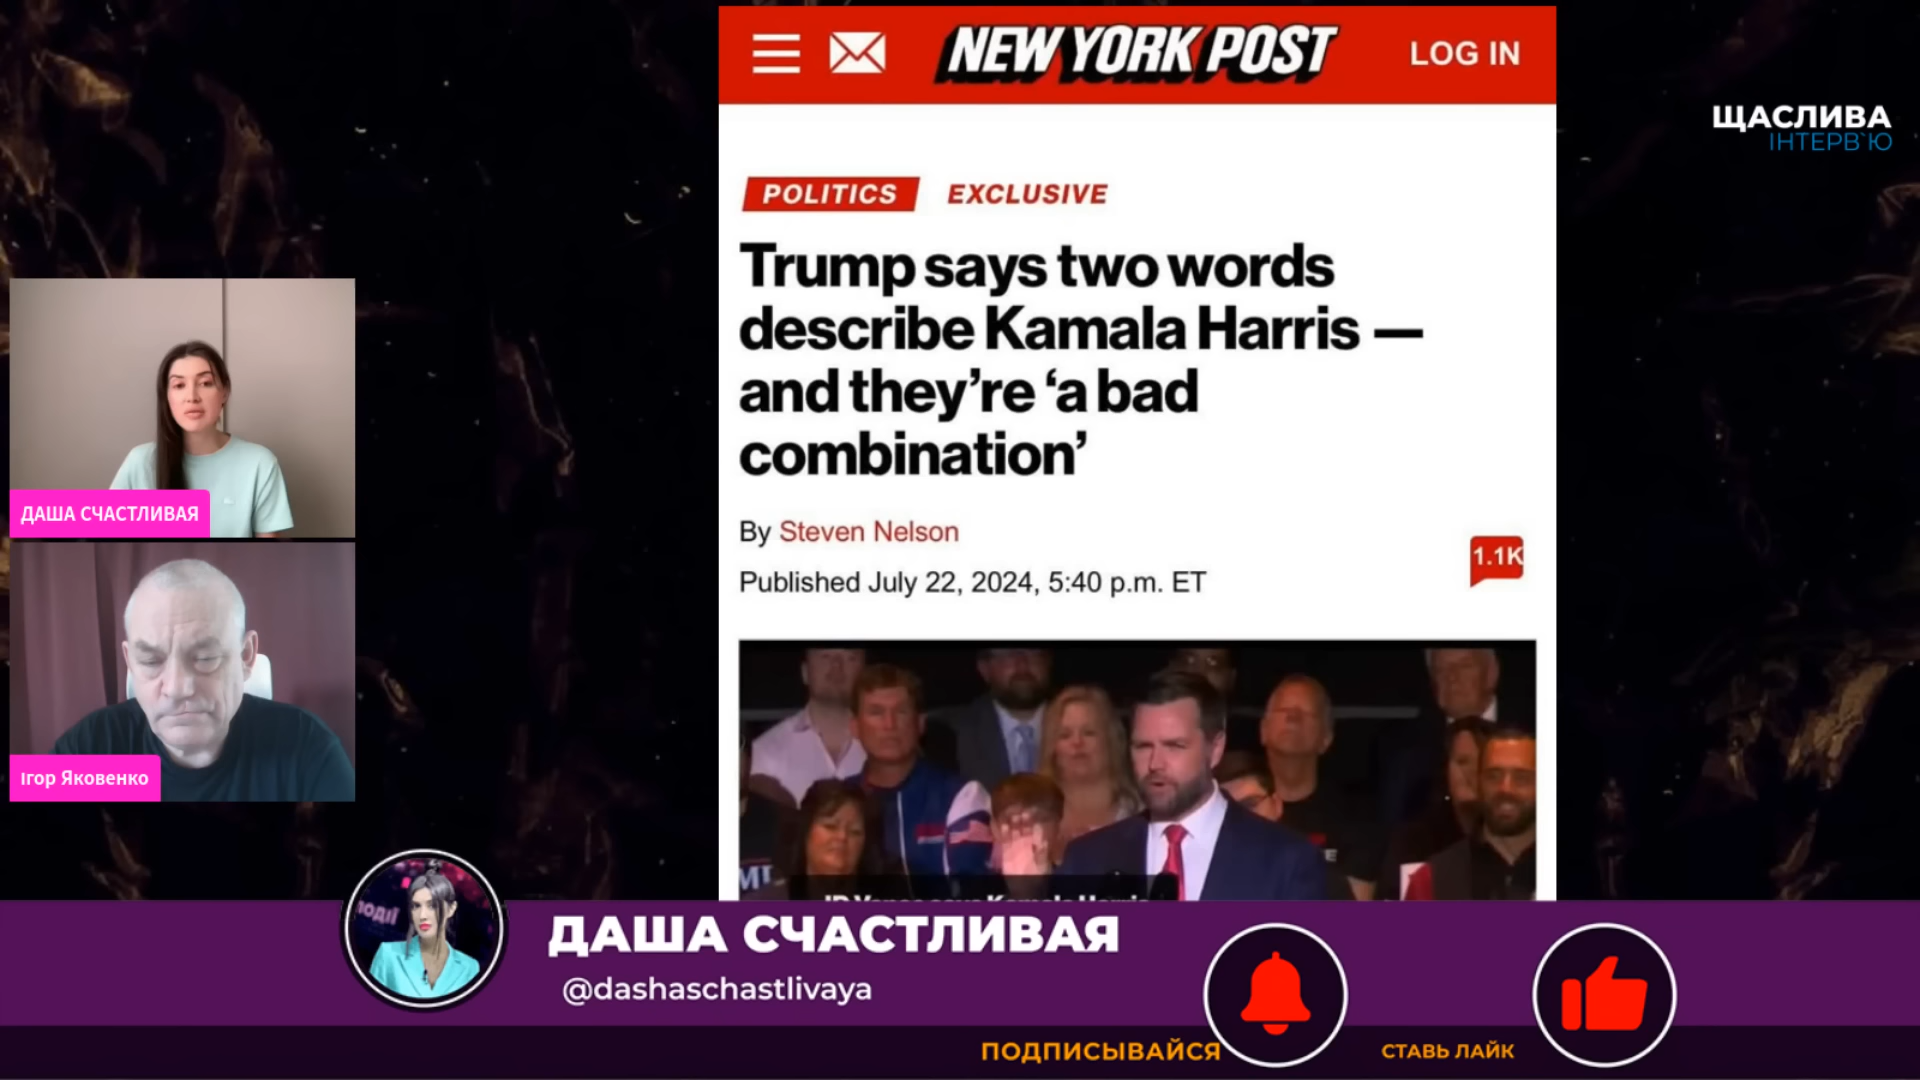 NEW YORK POST
LOG IN
ЩАСЛИВА
ІНТЕРВ`Ю
POLITICS EXCLUSIVE
Trump says two words
describe Kamala Harris —
and they’re ‘a bad
combination’
By Steven Nelson
1.1K
Published July 22, 2024, 5:40 p.m. ET
ДАША СЧАСТЛИВАЯ
Ігор Яковенко
ПОДІЇ
ДАША СЧАСТЛИВАЯ
@dashaschastlivaya
ПОДПИСЫВАЙСЯ
СТАВЬ ЛАЙК